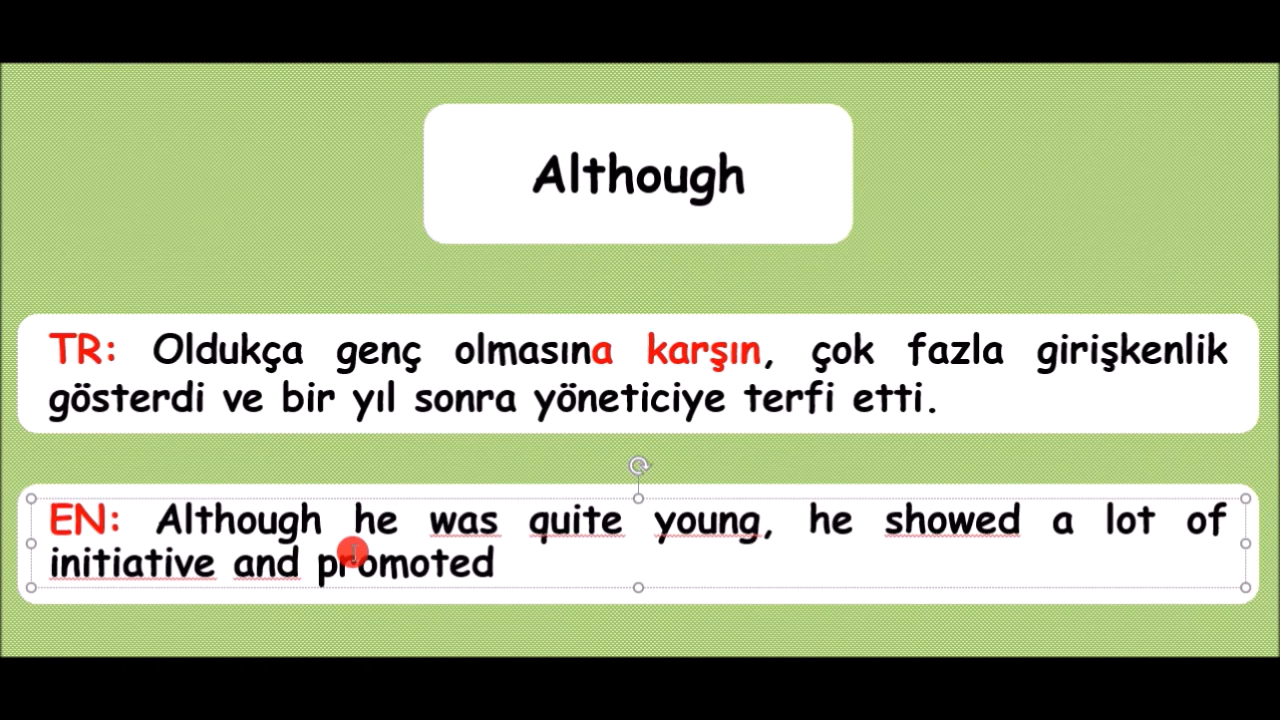 Although
TR: Oldukça genç olmasına karşın, çok fazla girişkenlik
gösterdi ve bir yıl sonra yöneticiye terfi etti.
EN: Although he was quite young, he showed a lot of
initiative and promoted